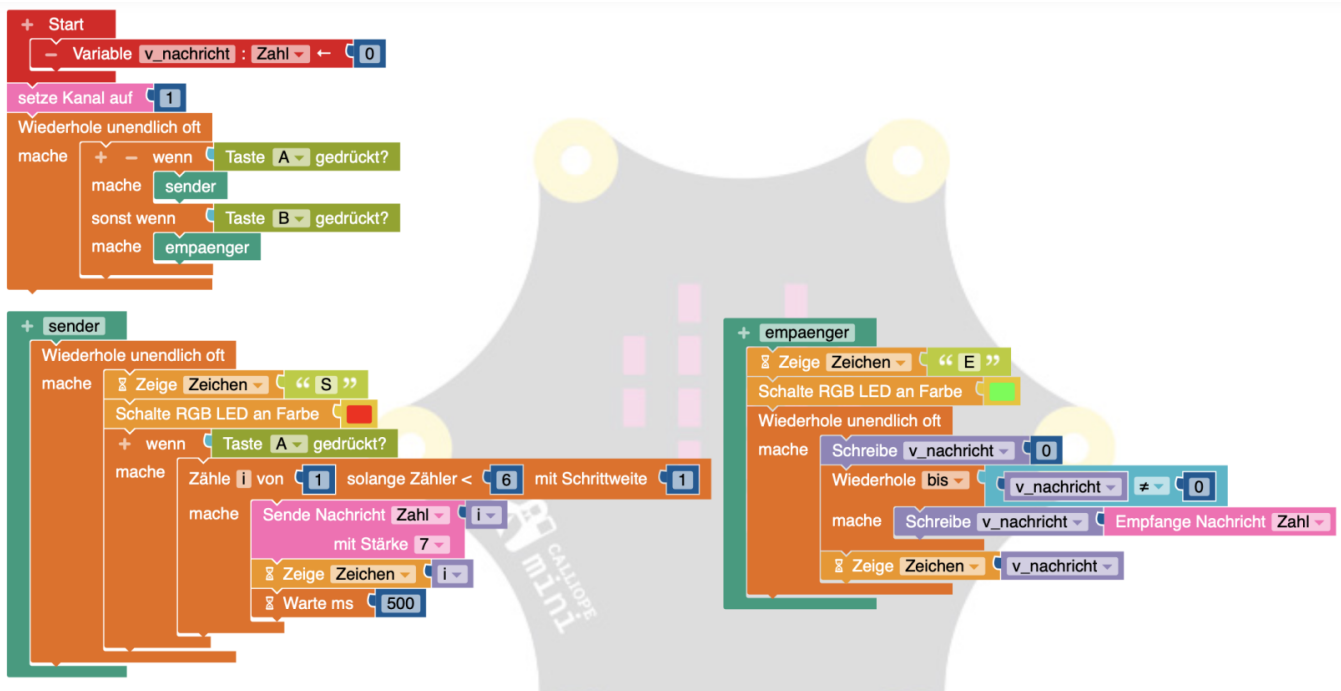 + Start
− Variable v_nachricht : Zahl ← 0
setze Kanal auf 1
Wiederhole unendlich oft
mache + − wenn Taste A gedrückt?
mache sender
sonst wenn Taste B gedrückt?
mache empaenger
+ sender
Wiederhole unendlich oft
mache Zeige Zeichen “ S ”
Schalte RGB LED an Farbe
+ wenn Taste A gedrückt?
mache Zähle i von 1 solange Zähler < 6 mit Schrittweite 1
mache Sende Nachricht Zahl i
mit Stärke 7
Zeige Zeichen i
Warte ms 500
+ empaenger
Zeige Zeichen “ E ”
Schalte RGB LED an Farbe
Wiederhole unendlich oft
mache Schreibe v_nachricht 0
Wiederhole bis v_nachricht ≠ 0
mache Schreibe v_nachricht Empfange Nachricht Zahl
Zeige Zeichen v_nachricht
CALLIOPE
mini